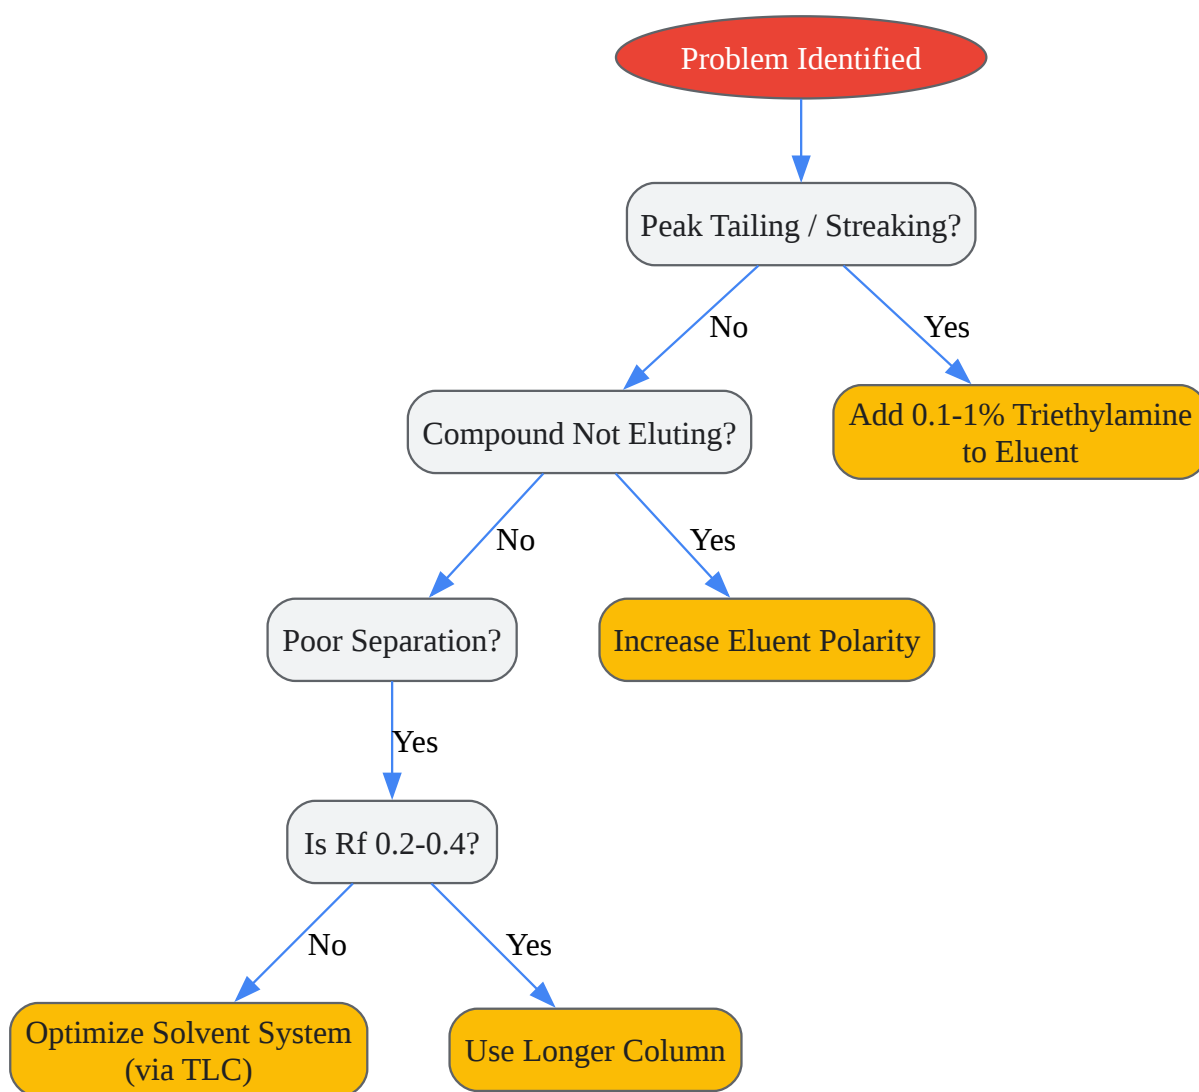 Problem Identified
Peak Tailing / Streaking?
No
Yes
Compound Not Eluting?
Add 0.1-1% Triethylamine
to Eluent
No
Yes
Poor Separation?
Increase Eluent Polarity
Yes
Is Rf 0.2-0.4?
No
Yes
Optimize Solvent System
(via TLC)
Use Longer Column